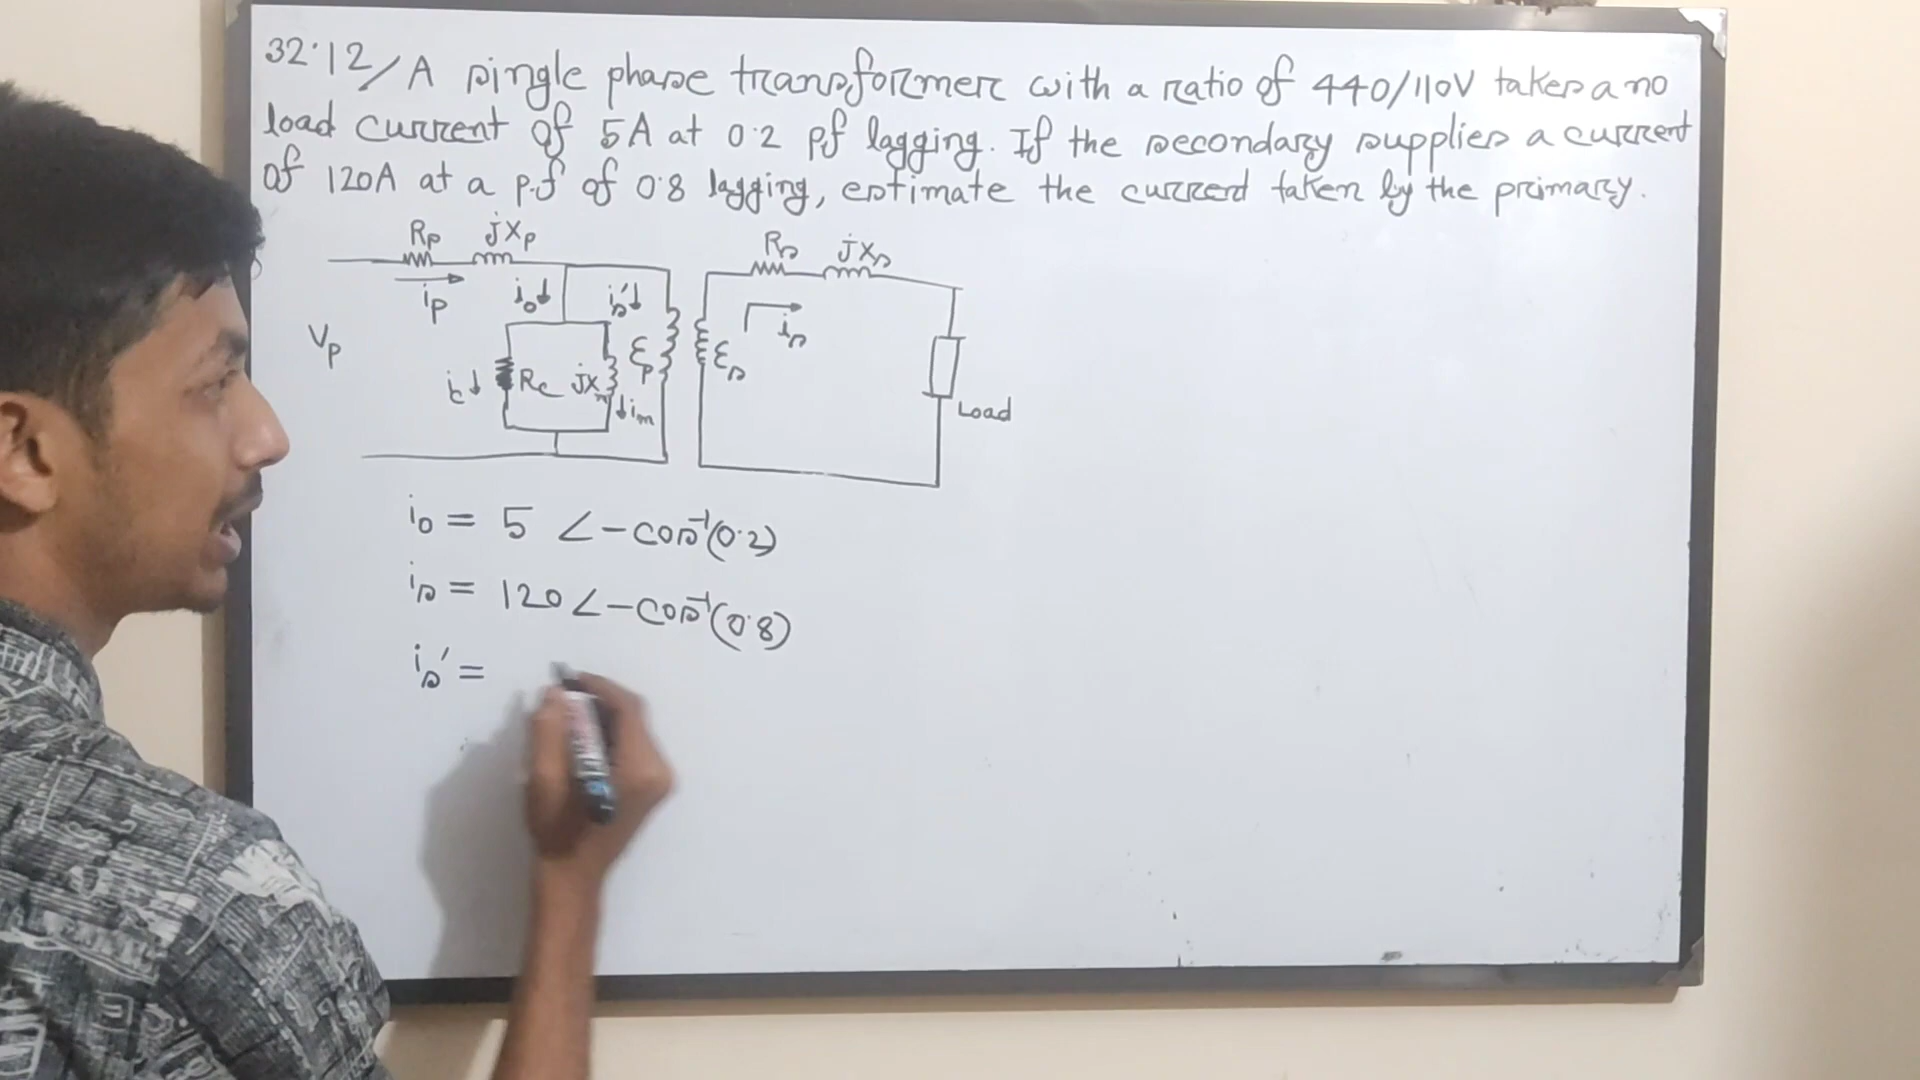 32.12/ A single phase transformer with a ratio of 440/110V takes a no
load current of 5A at 0.2 pf lagging. If the secondary supplies a current
of 120A at a p.f of 0.8 lagging, estimate the current taken by the primary.
Rp jXp Rs jXs
ip io↓ is'↓ is
Vp Ep Es
ic↓ Rc jXm ↓im Load
io = 5 ∠-cos⁻¹(0.2)
is = 120∠-cos⁻¹(0.8)
is' =